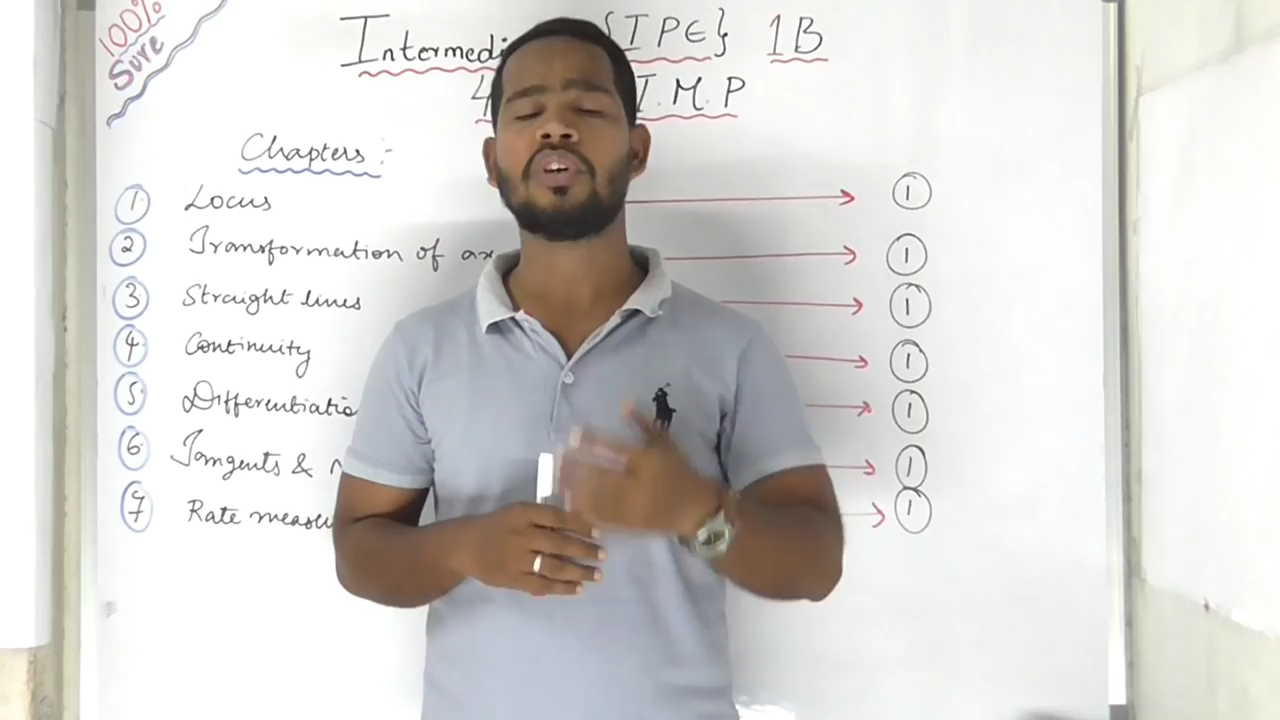 100%
Sure
Intermedi {IPE} 1B
4 I.M.P
Chapters :-
1 Locus 1
2 Transformation of ax 1
3 Straight lines 1
4 Continuity 1
5 Differentiatio 1
6 Tangents & 1
7 Rate measu 1